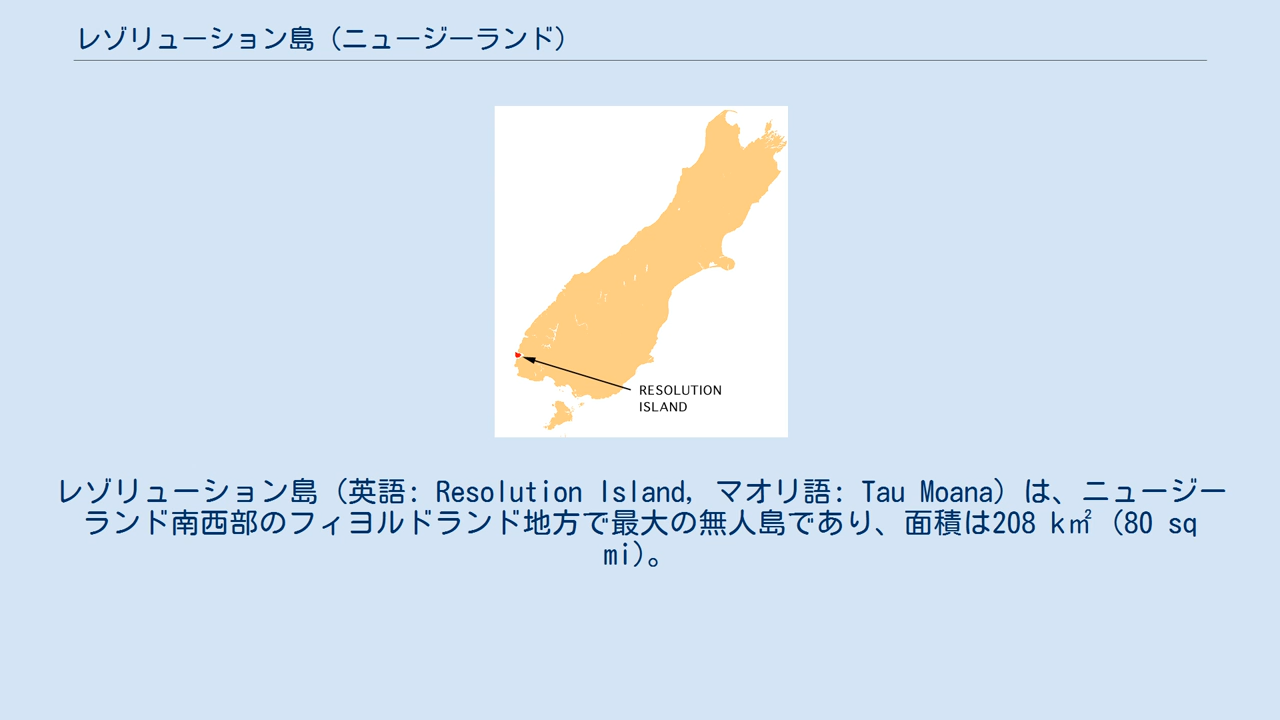 レゾリューション島（ニュージーランド）
RESOLUTION
ISLAND
レゾリューション島（英語: Resolution Island, マオリ語: Tau Moana）は、ニュージー
ランド南西部のフィヨルドランド地方で最大の無人島であり、面積は208 k㎡（80 sq
mi）。